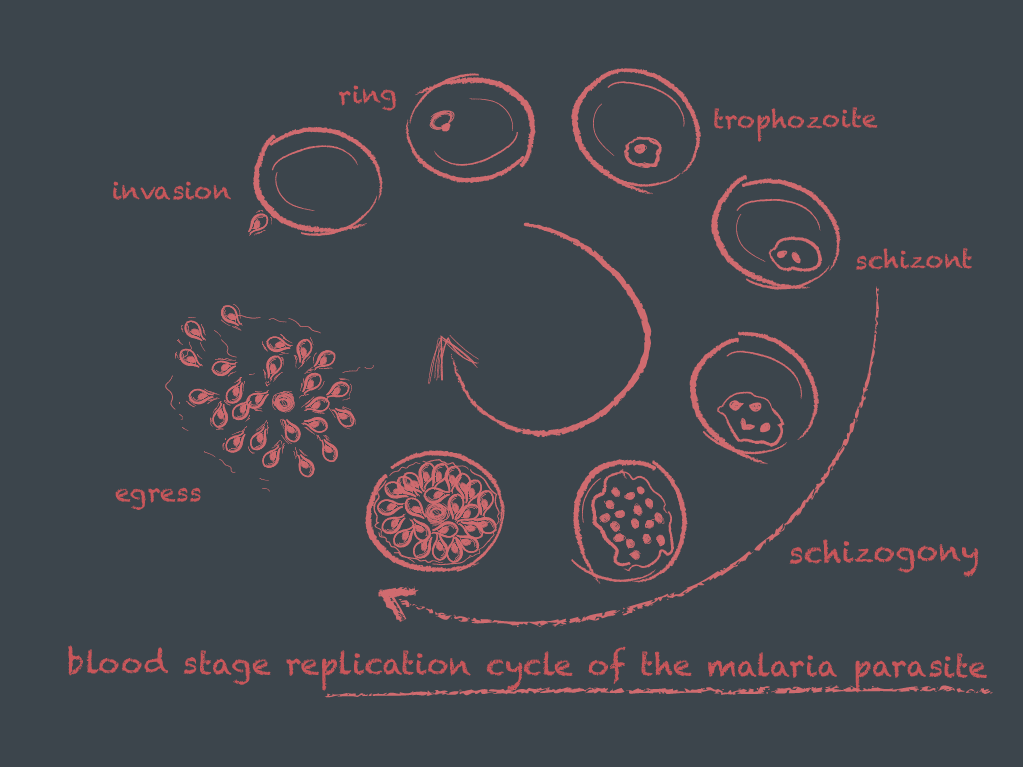 ring
trophozoite
invasion
schizont
egress
schizogony
blood stage replication cycle of the malaria parasite